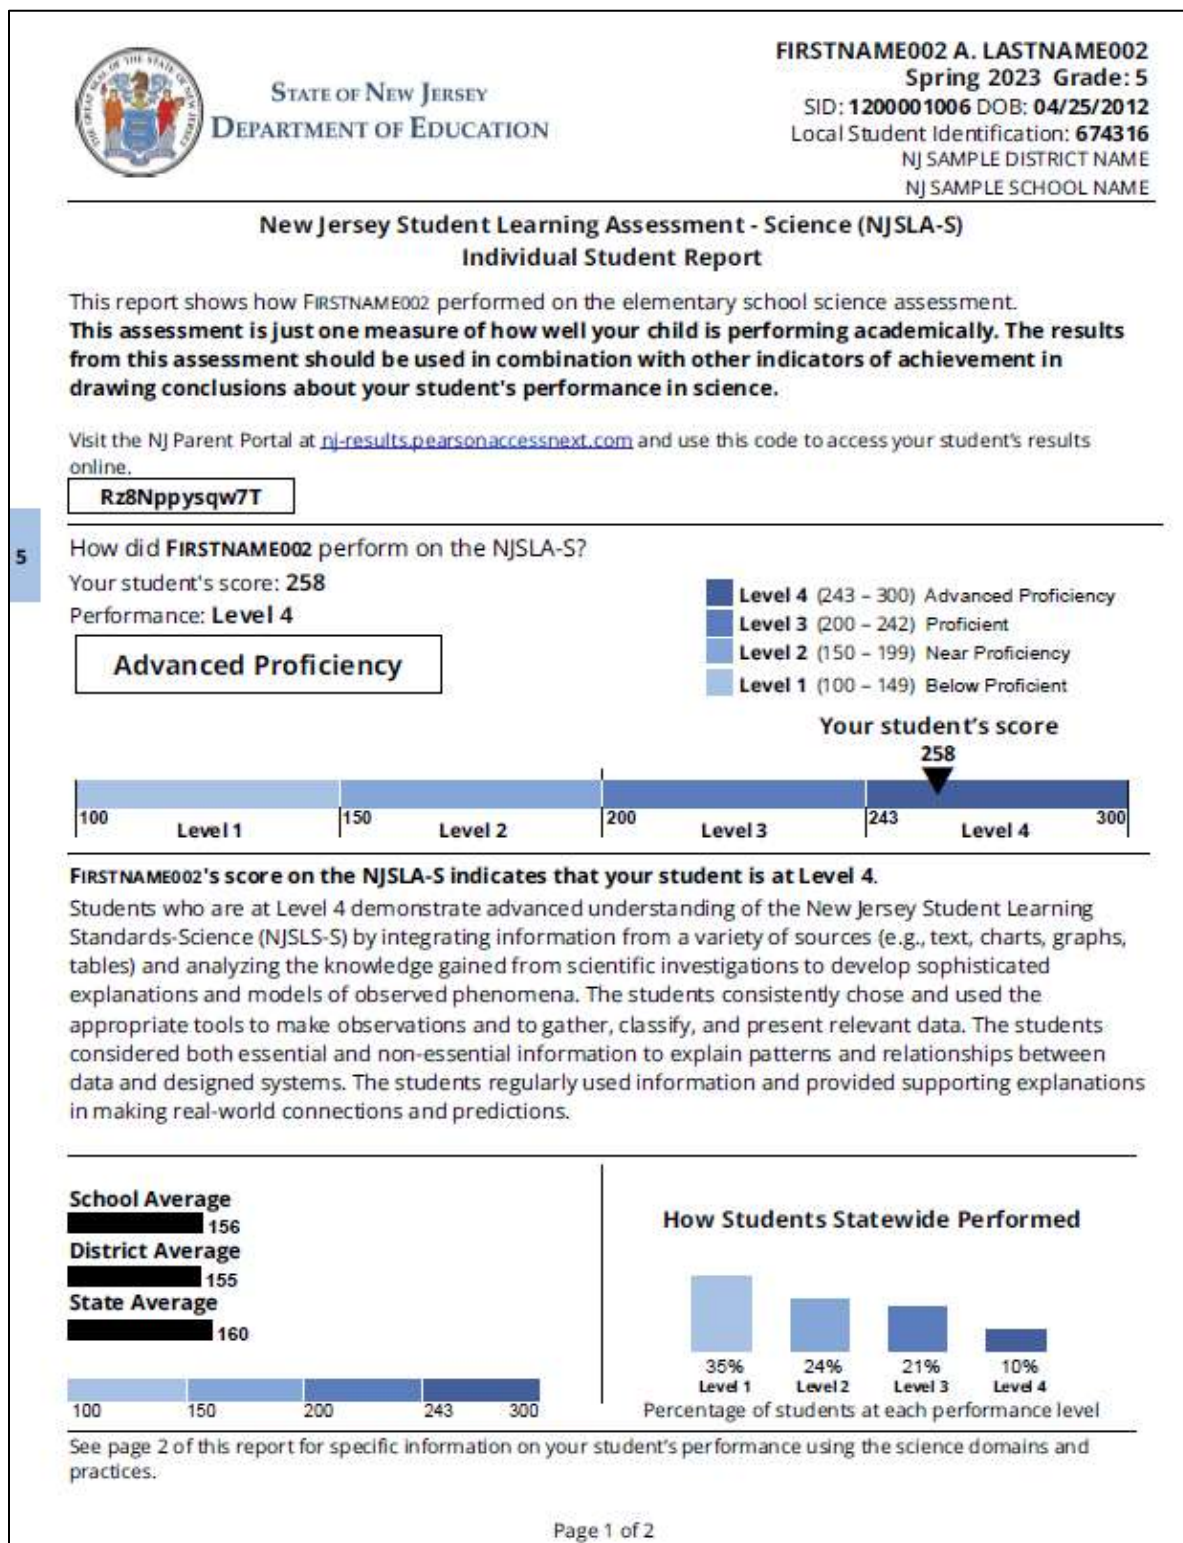 STATE OF NEW JERSEY
DEPARTMENT OF EDUCATION
FIRSTNAME002 A. LASTNAME002
Spring 2023 Grade: 5
SID: 1200001006 DOB: 04/25/2012
Local Student Identification: 674316
NJ SAMPLE DISTRICT NAME
NJ SAMPLE SCHOOL NAME
New Jersey Student Learning Assessment - Science (NJSLA-S)
Individual Student Report
This report shows how FIRSTNAME002 performed on the elementary school science assessment.
This assessment is just one measure of how well your child is performing academically. The results
from this assessment should be used in combination with other indicators of achievement in
drawing conclusions about your student's performance in science.
Visit the NJ Parent Portal at nj-results.pearsonaccessnext.com and use this code to access your student's results
online.
Rz8Nppysqw7T
5
How did FIRSTNAME002 perform on the NJSLA-S?
Your student's score: 258
Performance: Level 4
Advanced Proficiency
Level 4 (243 – 300) Advanced Proficiency
Level 3 (200 – 242) Proficient
Level 2 (150 – 199) Near Proficiency
Level 1 (100 – 149) Below Proficient
Your student's score
258
100 150 200 243 300
Level 1 Level 2 Level 3 Level 4
FIRSTNAME002's score on the NJSLA-S indicates that your student is at Level 4.
Students who are at Level 4 demonstrate advanced understanding of the New Jersey Student Learning
Standards-Science (NJSLS-S) by integrating information from a variety of sources (e.g., text, charts, graphs,
tables) and analyzing the knowledge gained from scientific investigations to develop sophisticated
explanations and models of observed phenomena. The students consistently chose and used the
appropriate tools to make observations and to gather, classify, and present relevant data. The students
considered both essential and non-essential information to explain patterns and relationships between
data and designed systems. The students regularly used information and provided supporting explanations
in making real-world connections and predictions.
School Average
156
District Average
155
State Average
160
100 150 200 243 300
How Students Statewide Performed
35% 24% 21% 10%
Level 1 Level 2 Level 3 Level 4
Percentage of students at each performance level
See page 2 of this report for specific information on your student's performance using the science domains and
practices.
Page 1 of 2